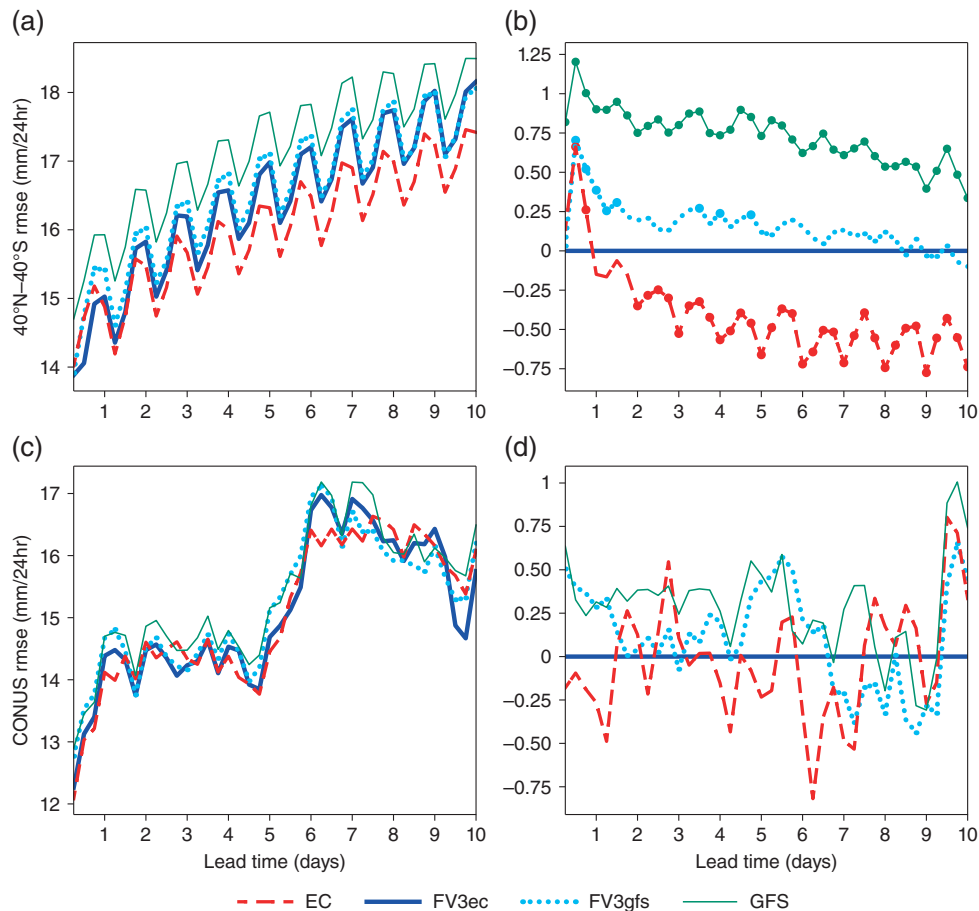 (a)
(b)
40°N–40°S rmse (mm/24hr)
18
17
16
15
14
1 2 3 4 5 6 7 8 9 10
1.25
1
0.75
0.50
0.25
0
−0.25
−0.50
−0.75
1 2 3 4 5 6 7 8 9 10
(c)
(d)
CONUS rmse (mm/24hr)
17
16
15
14
13
12
1 2 3 4 5 6 7 8 9 10
Lead time (days)
1
0.75
0.50
0.25
0
−0.25
−0.50
−0.75
1 2 3 4 5 6 7 8 9 10
Lead time (days)
EC FV3ec FV3gfs GFS